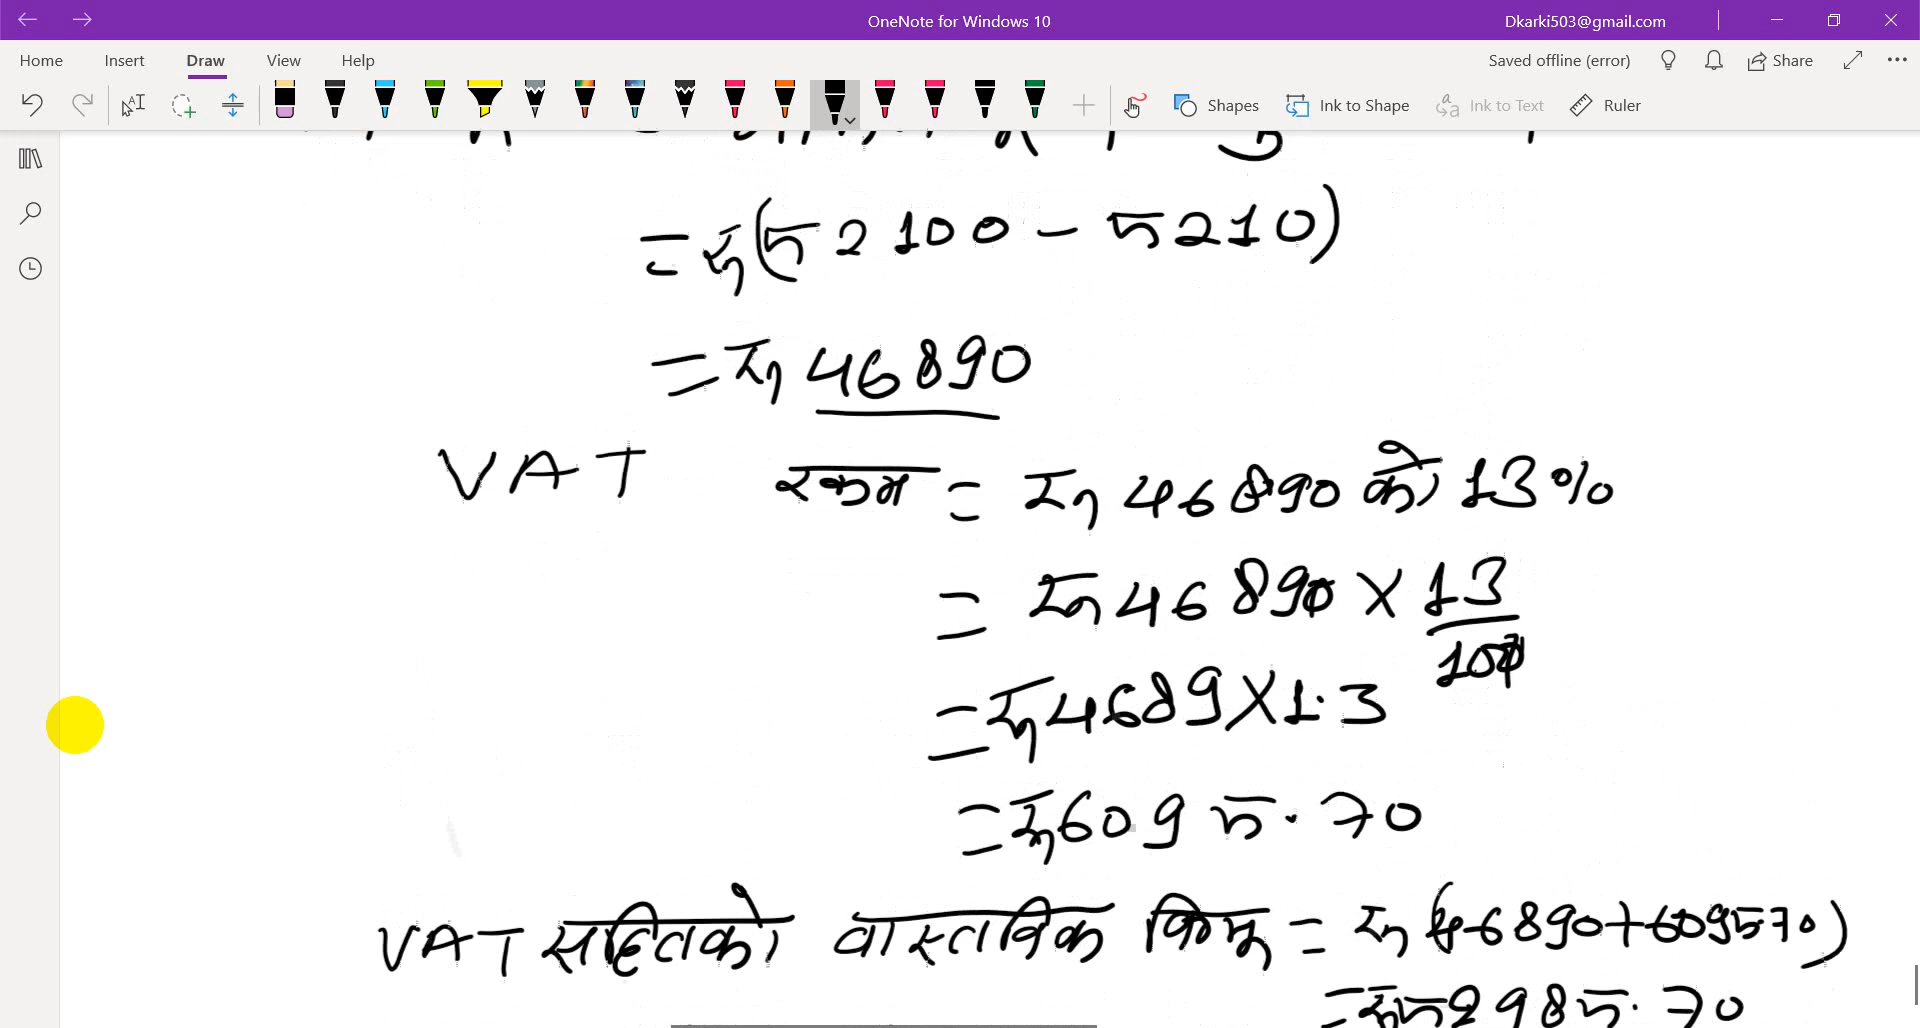 OneNote for Windows 10
Dkarki503@gmail.com
Home Insert Draw View Help
Saved offline (error) Share
Shapes Ink to Shape Ink to Text Ruler
= रु (52100 - 5210)
= रु 46890
VAT रकम = रु 46890 को 13%
= रु 46890 × 13/100
= रु 4689 × 1.3
= रु 6095.70
VAT सहितको वास्तविक किमत = रु (46890+6095.70)
= रु 52985.70